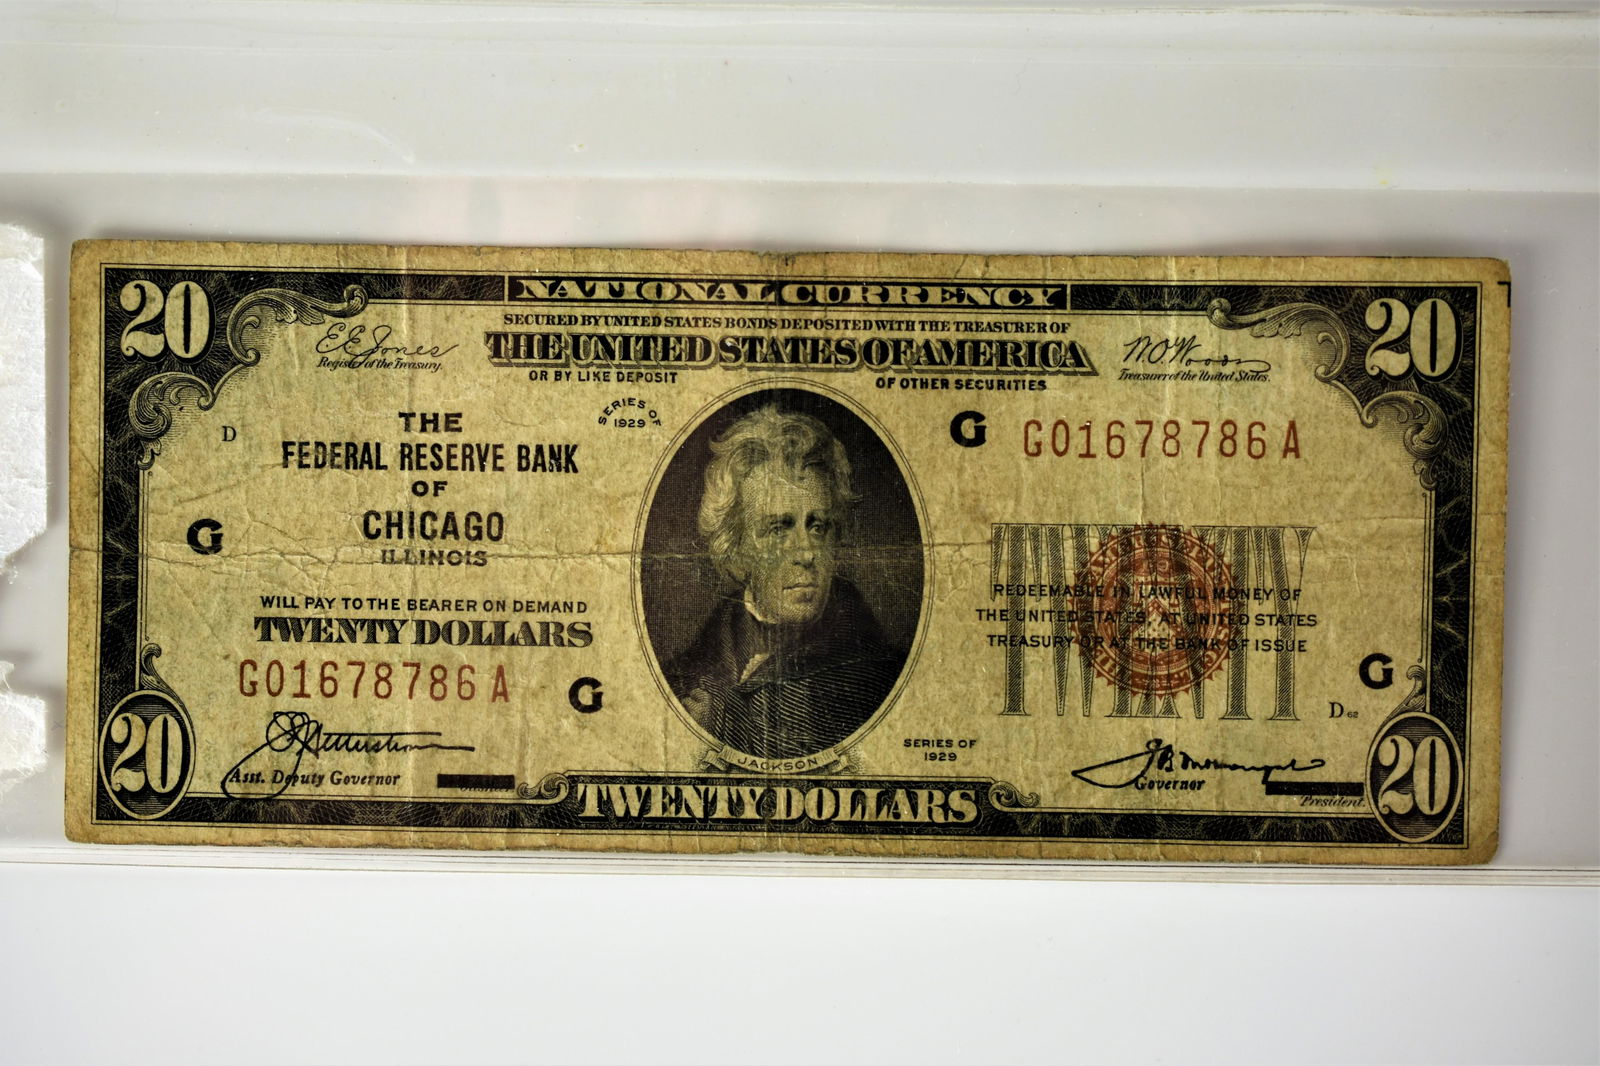 20
NATIONAL CURRENCY
20
SECURED BY UNITED STATES BONDS DEPOSITED WITH THE TREASURER OF
THE UNITED STATES OF AMERICA
OR BY LIKE DEPOSIT
OF OTHER SECURITIES
E E Jones
Register of the Treasury.
W. O. Woods
Treasurer of the United States.
SERIES OF
1929
D
THE
FEDERAL RESERVE BANK
OF
CHICAGO
ILLINOIS
G
G
G01678786A
WILL PAY TO THE BEARER ON DEMAND
TWENTY DOLLARS
G01678786A
G
TWENTY
REDEEMABLE IN LAWFUL MONEY OF
THE UNITED STATES, AT UNITED STATES
TREASURY OR AT THE BANK OF ISSUE
G
D 62
Asst. Deputy Governor
JACKSON
SERIES OF
1929
Governor
President.
20
TWENTY DOLLARS
20